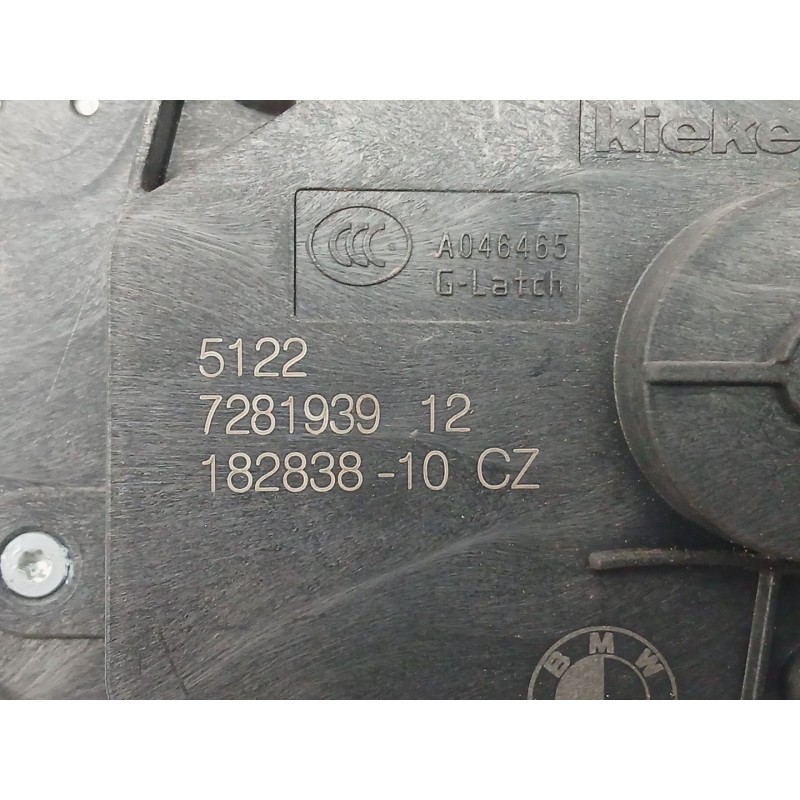 kieke
CCC
A046465
G-Latch
5122
7281939 12
182838-10 CZ
BMW